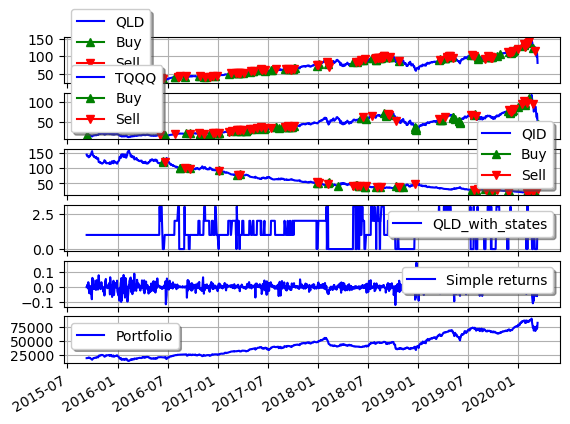 QLD
Buy
Sell
150
100
50
TQQQ
Buy
Sell
100
50
QID
Buy
Sell
150
100
50
QLD_with_states
2.5
0.0
Simple returns
0.1
0.0
−0.1
Portfolio
75000
50000
25000
2015-07
2016-01
2016-07
2017-01
2017-07
2018-01
2018-07
2019-01
2019-07
2020-01